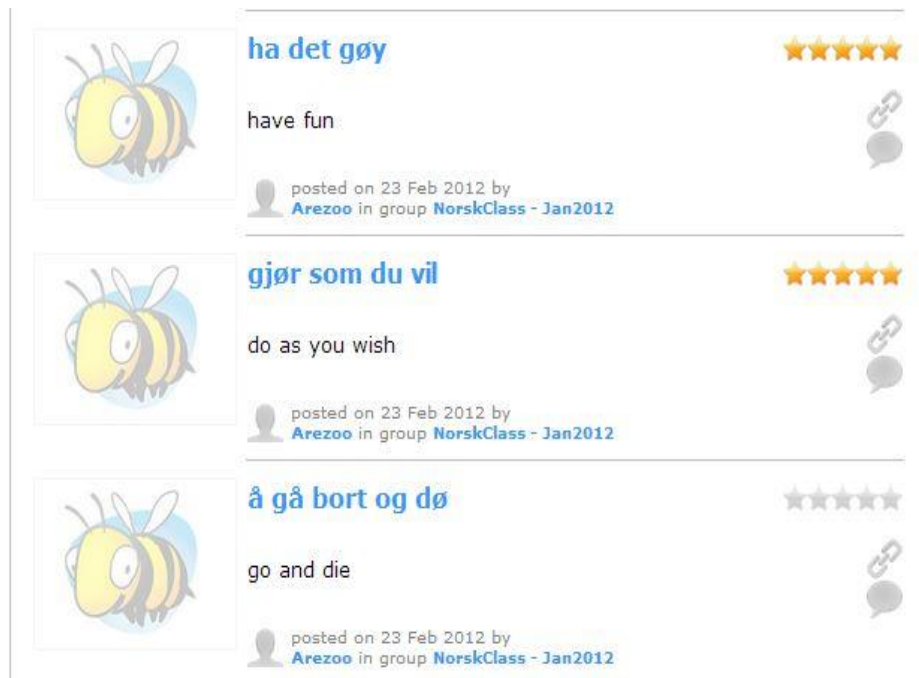 ha det gøy
have fun
posted on 23 Feb 2012 by
Arezoo in group NorskClass - Jan2012
gjør som du vil
do as you wish
posted on 23 Feb 2012 by
Arezoo in group NorskClass - Jan2012
å gå bort og dø
go and die
posted on 23 Feb 2012 by
Arezoo in group NorskClass - Jan2012